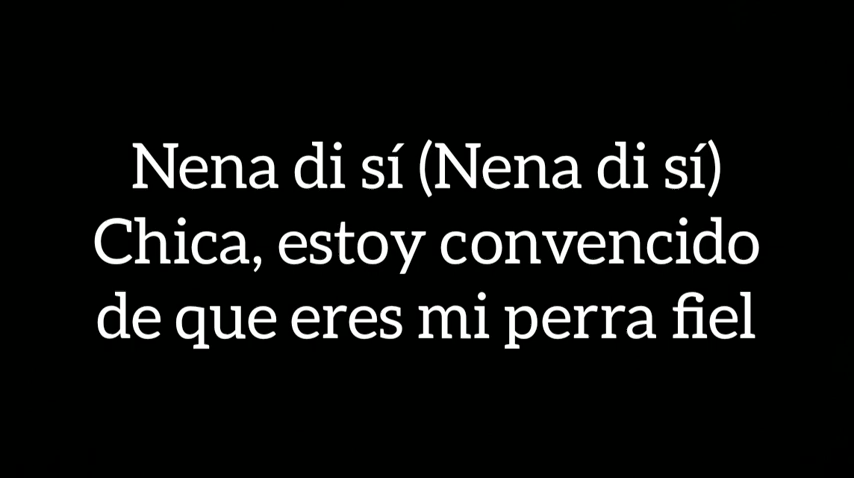 Nena di sí (Nena di sí)
Chica, estoy convencido
de que eres mi perra fiel